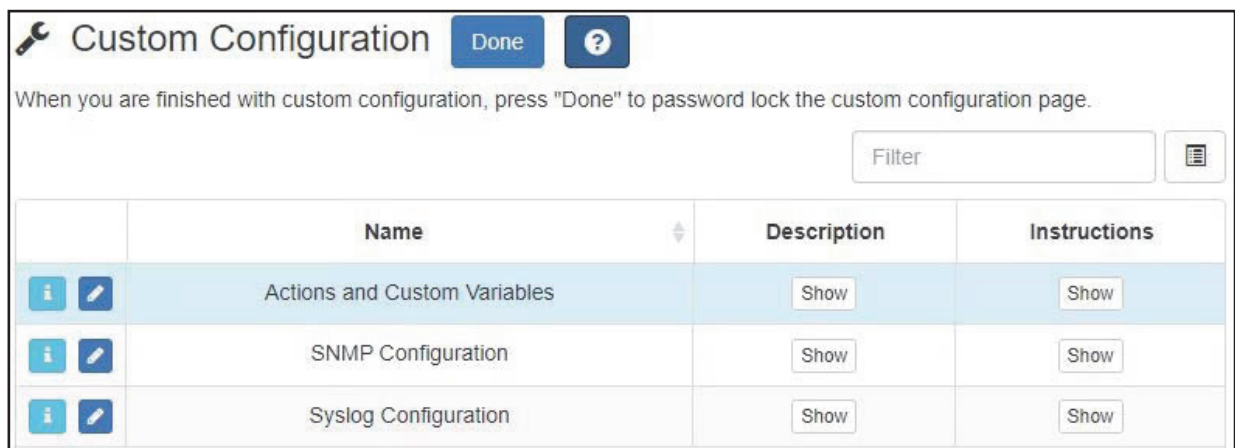 Custom Configuration Done
When you are finished with custom configuration, press "Done" to password lock the custom configuration page.
Filter
Name Description Instructions
Actions and Custom Variables Show Show
SNMP Configuration Show Show
Syslog Configuration Show Show